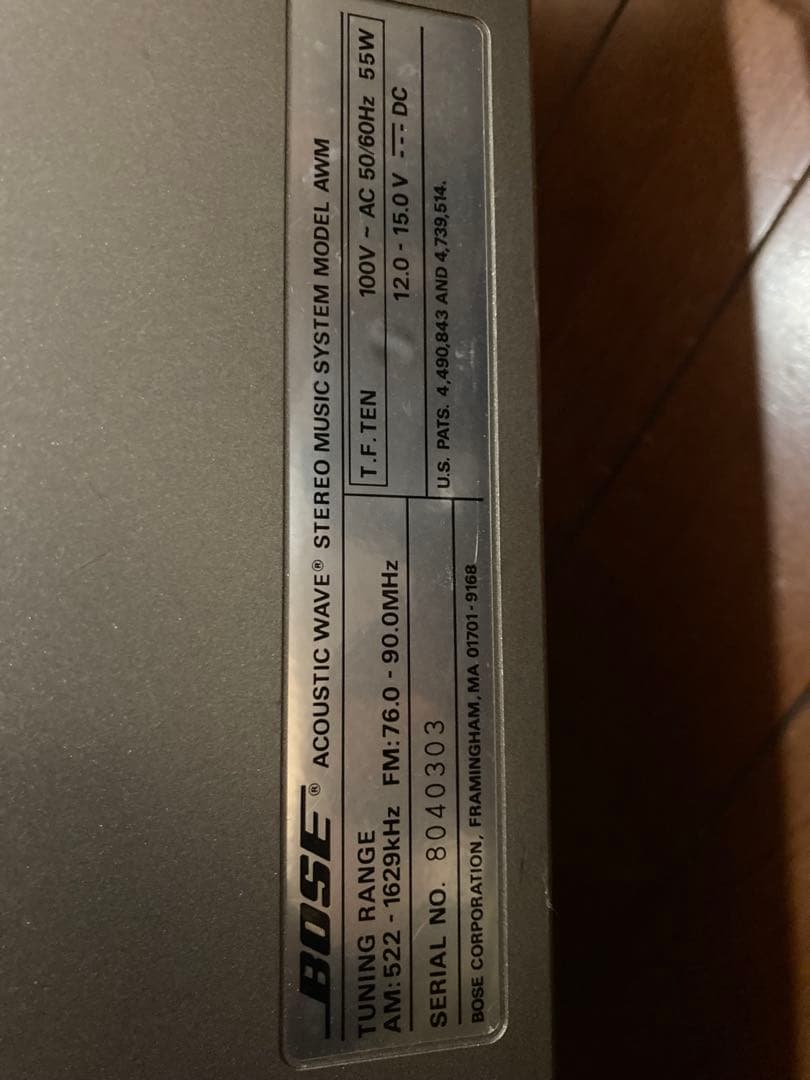 BOSE® ACOUSTIC WAVE® STEREO MUSIC SYSTEM MODEL AWM
TUNING RANGE
AM:522 - 1629kHz FM:76.0 - 90.0MHz
SERIAL NO. 8040303
BOSE CORPORATION, FRAMINGHAM, MA 01701-9168
T.F.TEN 100V ~ AC 50/60Hz 55W
12.0 - 15.0 V ⎓ DC
U.S. PATS. 4,490,843 AND 4,739,514.